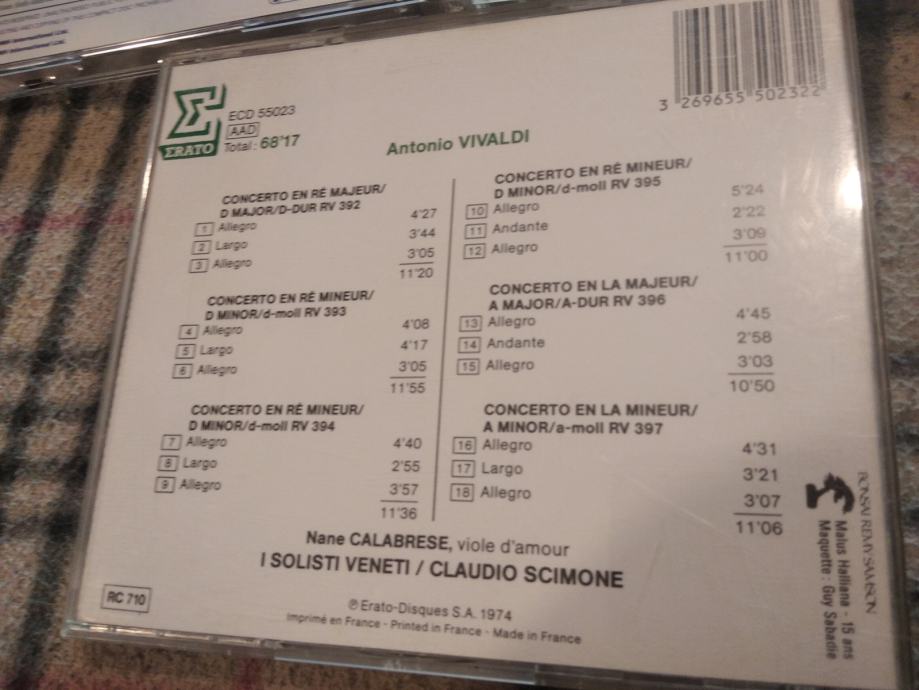 ERATO
ECD 55023
AAD
Total : 68'17
3 269655 502322
Antonio VIVALDI
CONCERTO EN RÉ MAJEUR/
D MAJOR/D-DUR RV 392
1 Allegro 4'27
2 Largo 3'44
3 Allegro 3'05
11'20
CONCERTO EN RÉ MINEUR/
D MINOR/d-moll RV 393
4 Allegro 4'08
5 Largo 4'17
6 Allegro 3'05
11'55
CONCERTO EN RÉ MINEUR/
D MINOR/d-moll RV 394
7 Allegro 4'40
8 Largo 2'55
9 Allegro 3'57
11'36
CONCERTO EN RÉ MINEUR/
D MINOR/d-moll RV 395
10 Allegro 5'24
11 Andante 2'22
12 Allegro 3'09
11'00
CONCERTO EN LA MAJEUR/
A MAJOR/A-DUR RV 396
13 Allegro 4'45
14 Andante 2'58
15 Allegro 3'03
10'50
CONCERTO EN LA MINEUR/
A MINOR/a-moll RV 397
16 Allegro 4'31
17 Largo 3'21
18 Allegro 3'07
11'06
Nane CALABRESE, viole d'amour
I SOLISTI VENETI / CLAUDIO SCIMONE
RC 710
℗ Erato-Disques S.A. 1974
Imprimé en France - Printed in France - Made in France
BONSAI REMY SAMSON
Malus Halliana - 15 ans
Maquette : Guy Sabadie